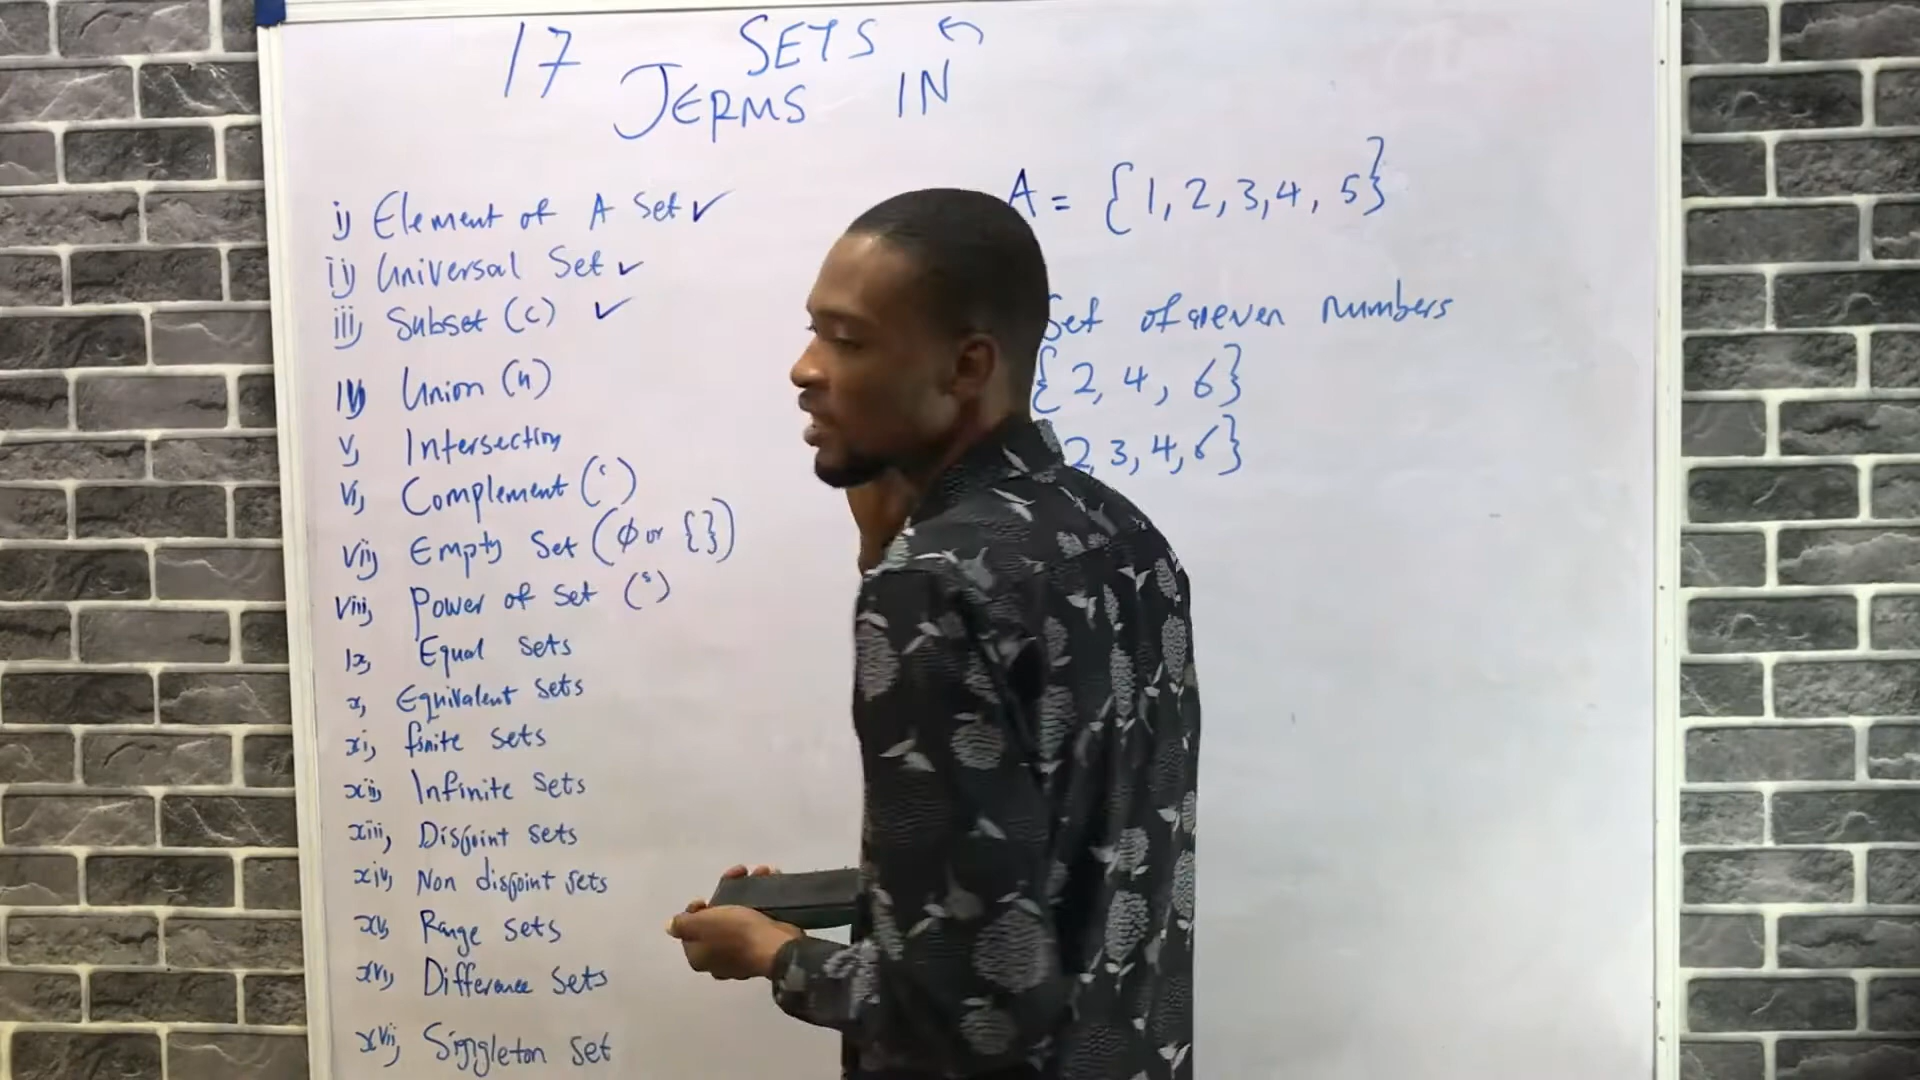 17 SETS
TERMS IN
i) Element of A Set ✓
ii) Universal Set ✓
iii) Subset (c) ✓
iv) Union (u)
v, Intersection
vi, Complement (')
vii) Empty Set (ϕ or { })
viii, Power of set (s)
ix, Equal sets
x, Equivalent sets
xi, finite sets
xii, Infinite sets
xiii, Disjoint sets
xiv, Non disjoint sets
xv, Range sets
xvi, Difference sets
xvii, Singleton set
A = {1, 2, 3, 4, 5}
Set of even numbers
{2, 4, 6}
2, 3, 4, 6}